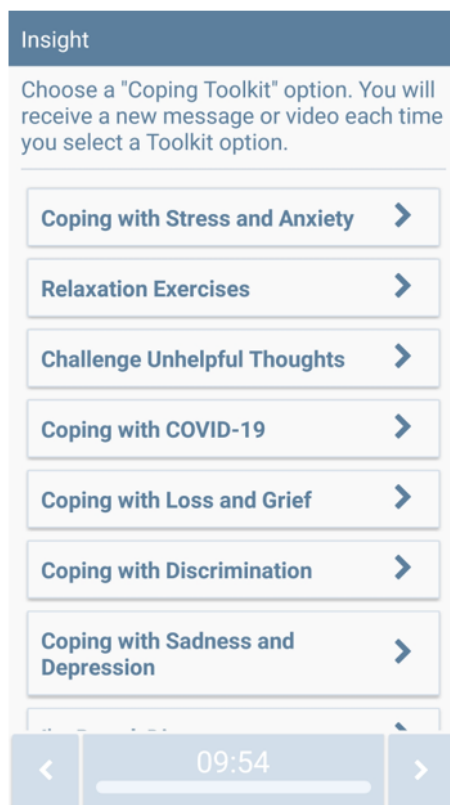 Insight
Choose a "Coping Toolkit" option. You will
receive a new message or video each time
you select a Toolkit option.
Coping with Stress and Anxiety
Relaxation Exercises
Challenge Unhelpful Thoughts
Coping with COVID-19
Coping with Loss and Grief
Coping with Discrimination
Coping with Sadness and
Depression
09:54